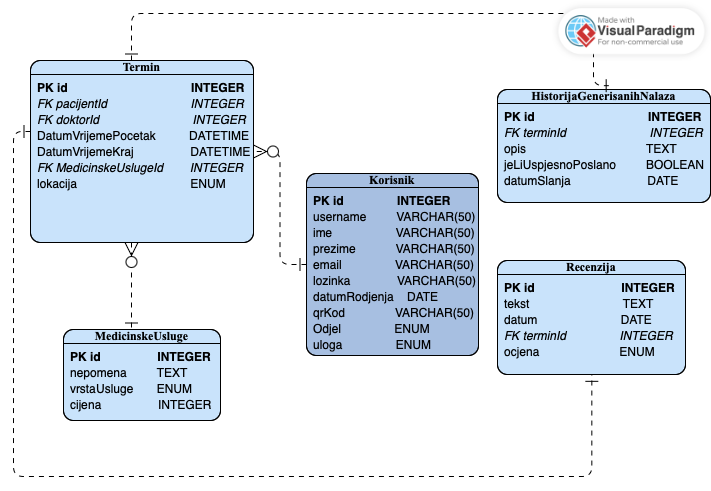 Made with
VisualParadigm
For non-commercial use
Termin
PK id INTEGER
FK pacijentId INTEGER
FK doktorId INTEGER
DatumVrijemePocetak DATETIME
DatumVrijemeKraj DATETIME
FK MedicinskeUslugeId INTEGER
lokacija ENUM
HistorijaGenerisanihNalaza
PK id INTEGER
FK terminId INTEGER
opis TEXT
jeLiUspjesnoPoslano BOOLEAN
datumSlanja DATE
Korisnik
PK id INTEGER
username VARCHAR(50)
ime VARCHAR(50)
prezime VARCHAR(50)
email VARCHAR(50)
lozinka VARCHAR(50)
datumRodjenja DATE
qrKod VARCHAR(50)
Odjel ENUM
uloga ENUM
Recenzija
PK id INTEGER
tekst TEXT
datum DATE
FK terminId INTEGER
ocjena ENUM
MedicinskeUsluge
PK id INTEGER
nepomena TEXT
vrstaUsluge ENUM
cijena INTEGER